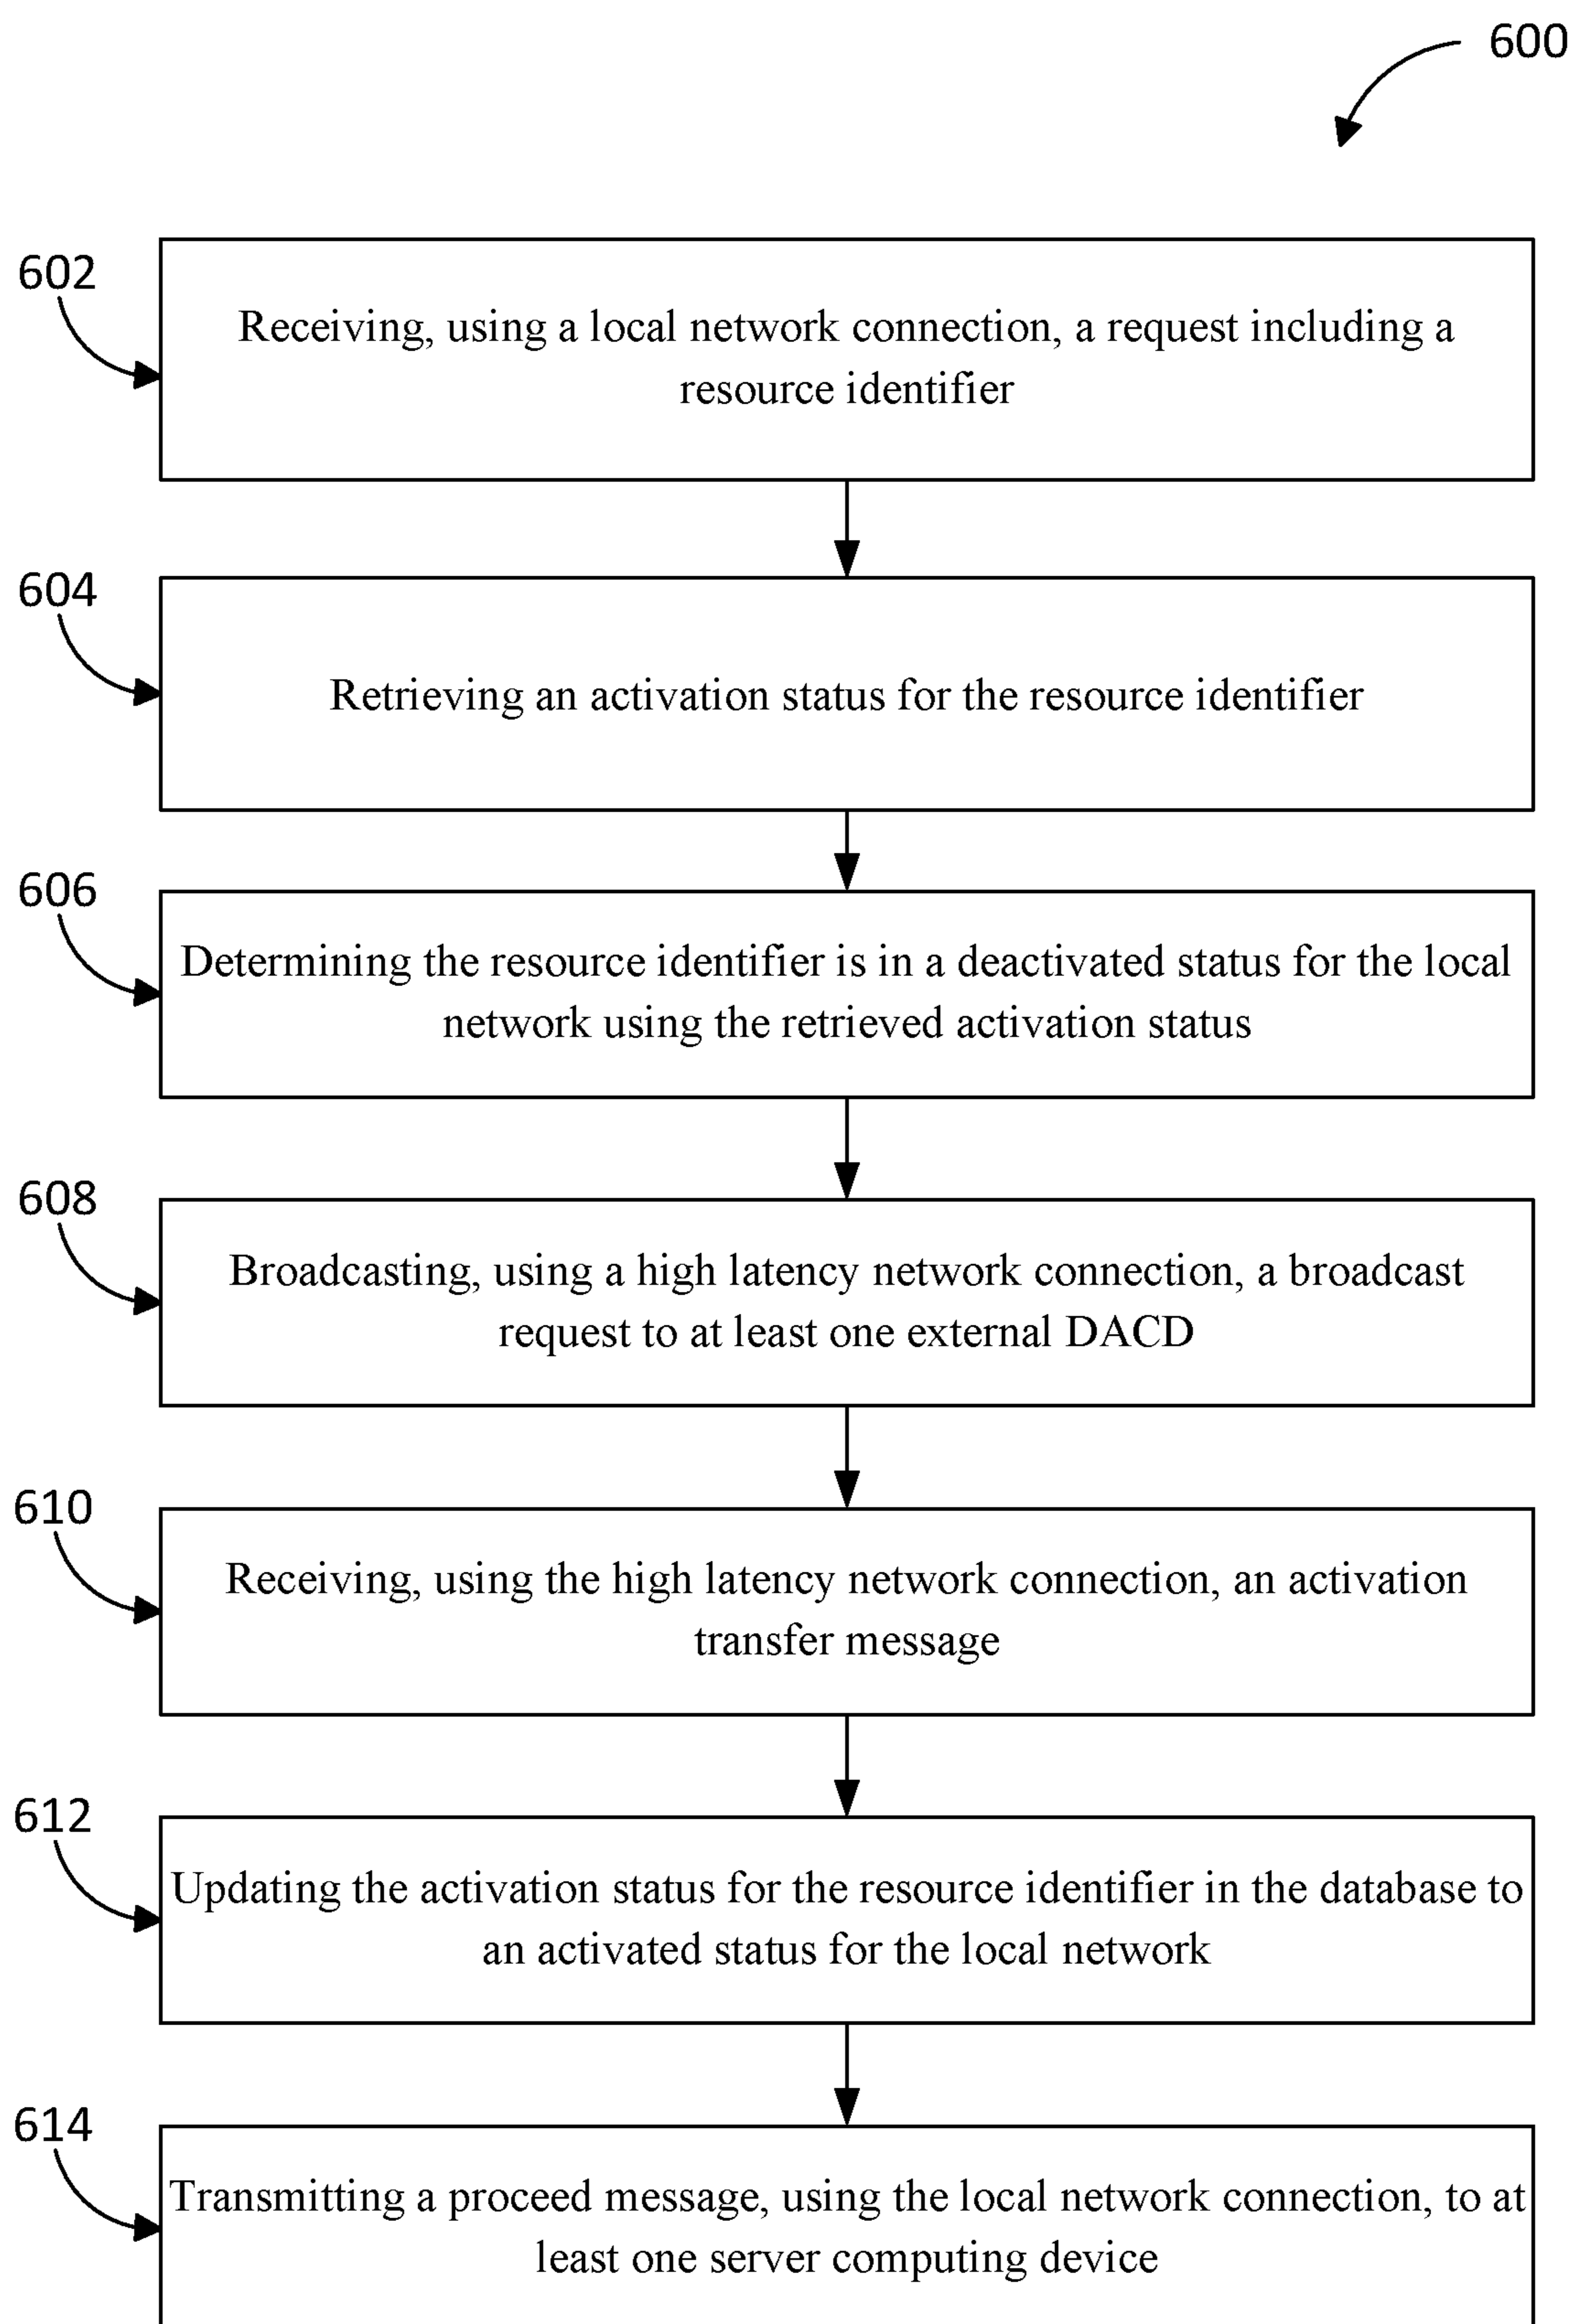 600
602
Receiving, using a local network connection, a request including a
resource identifier
604
Retrieving an activation status for the resource identifier
606
Determining the resource identifier is in a deactivated status for the local
network using the retrieved activation status
608
Broadcasting, using a high latency network connection, a broadcast
request to at least one external DACD
610
Receiving, using the high latency network connection, an activation
transfer message
612
Updating the activation status for the resource identifier in the database to
an activated status for the local network
614
Transmitting a proceed message, using the local network connection, to at
least one server computing device